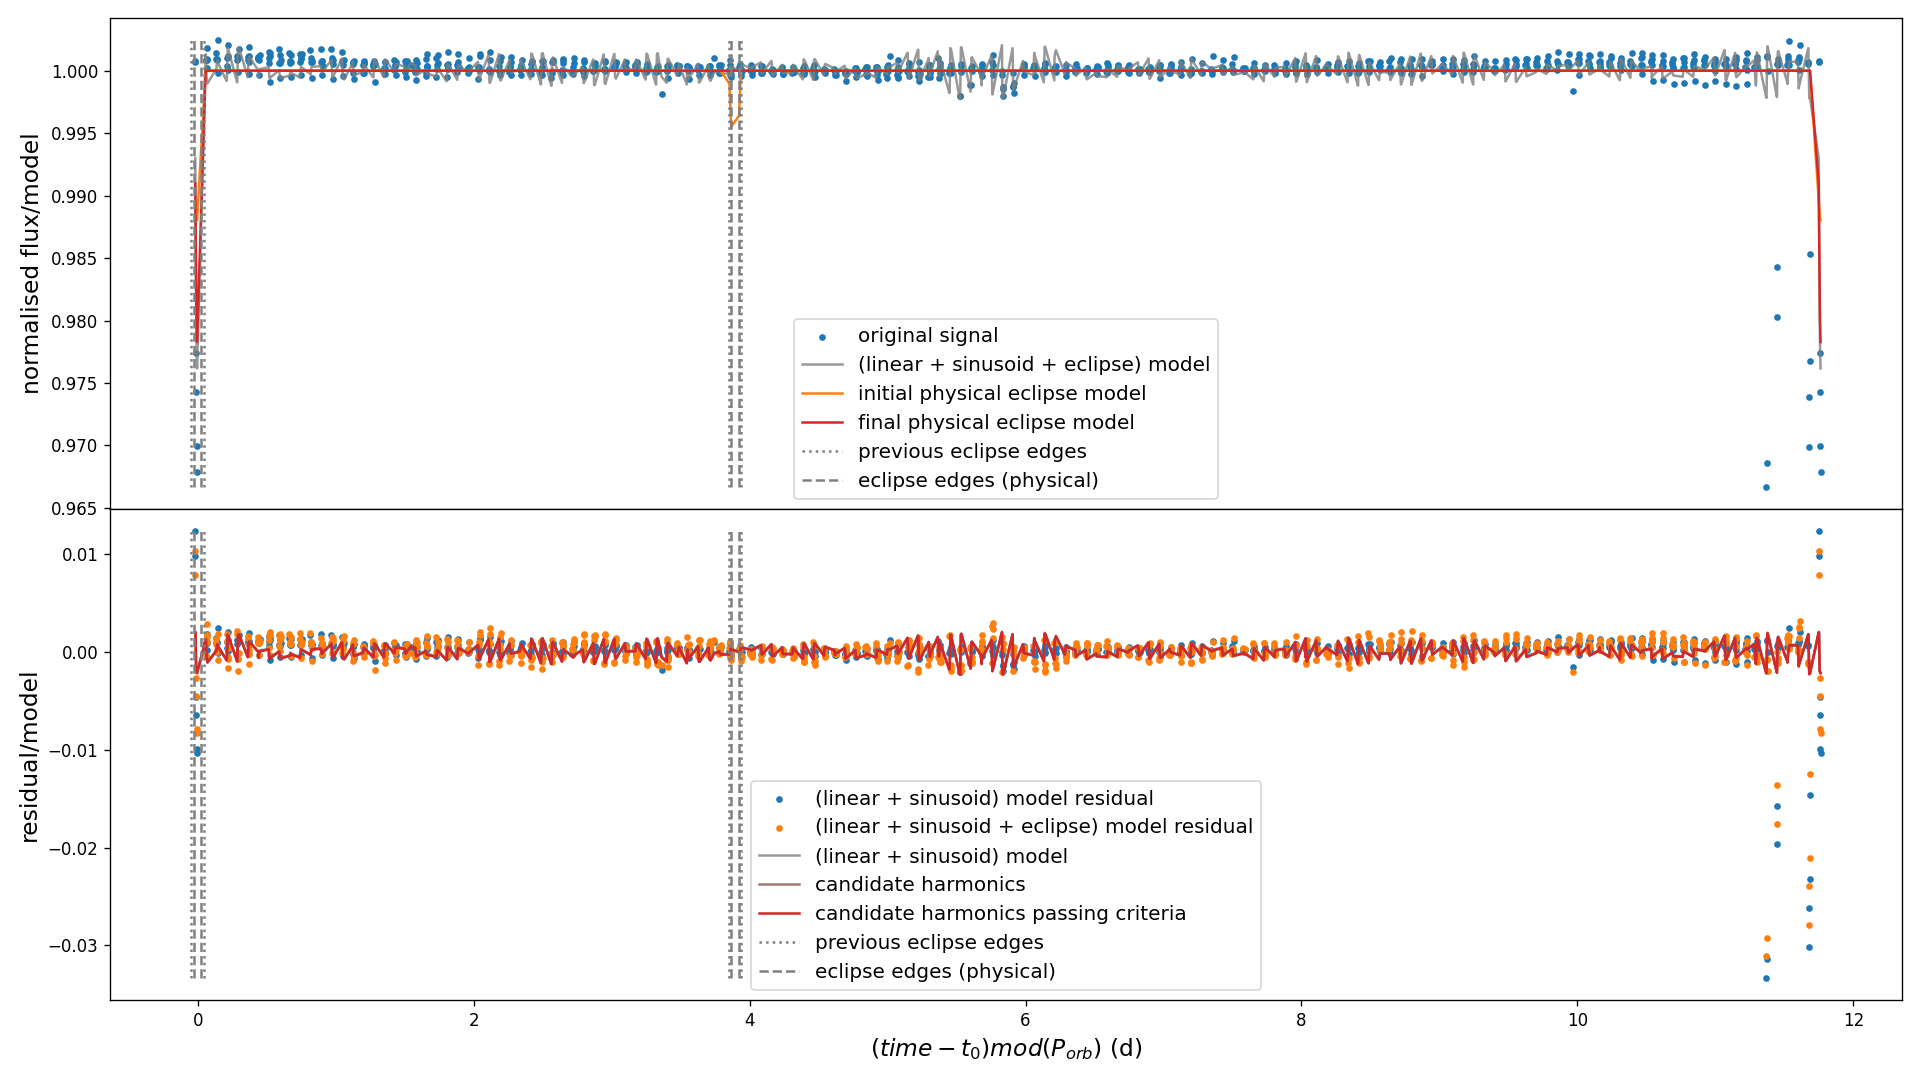 normalised flux/model
1.000
0.995
0.990
0.985
0.980
0.975
0.970
0.965
original signal
(linear + sinusoid + eclipse) model
initial physical eclipse model
final physical eclipse model
previous eclipse edges
eclipse edges (physical)
residual/model
0.01
0.00
−0.01
−0.02
−0.03
(linear + sinusoid) model residual
(linear + sinusoid + eclipse) model residual
(linear + sinusoid) model
candidate harmonics
candidate harmonics passing criteria
previous eclipse edges
eclipse edges (physical)
0 2 4 6 8 10 12
(time − t₀)mod(P_orb) (d)